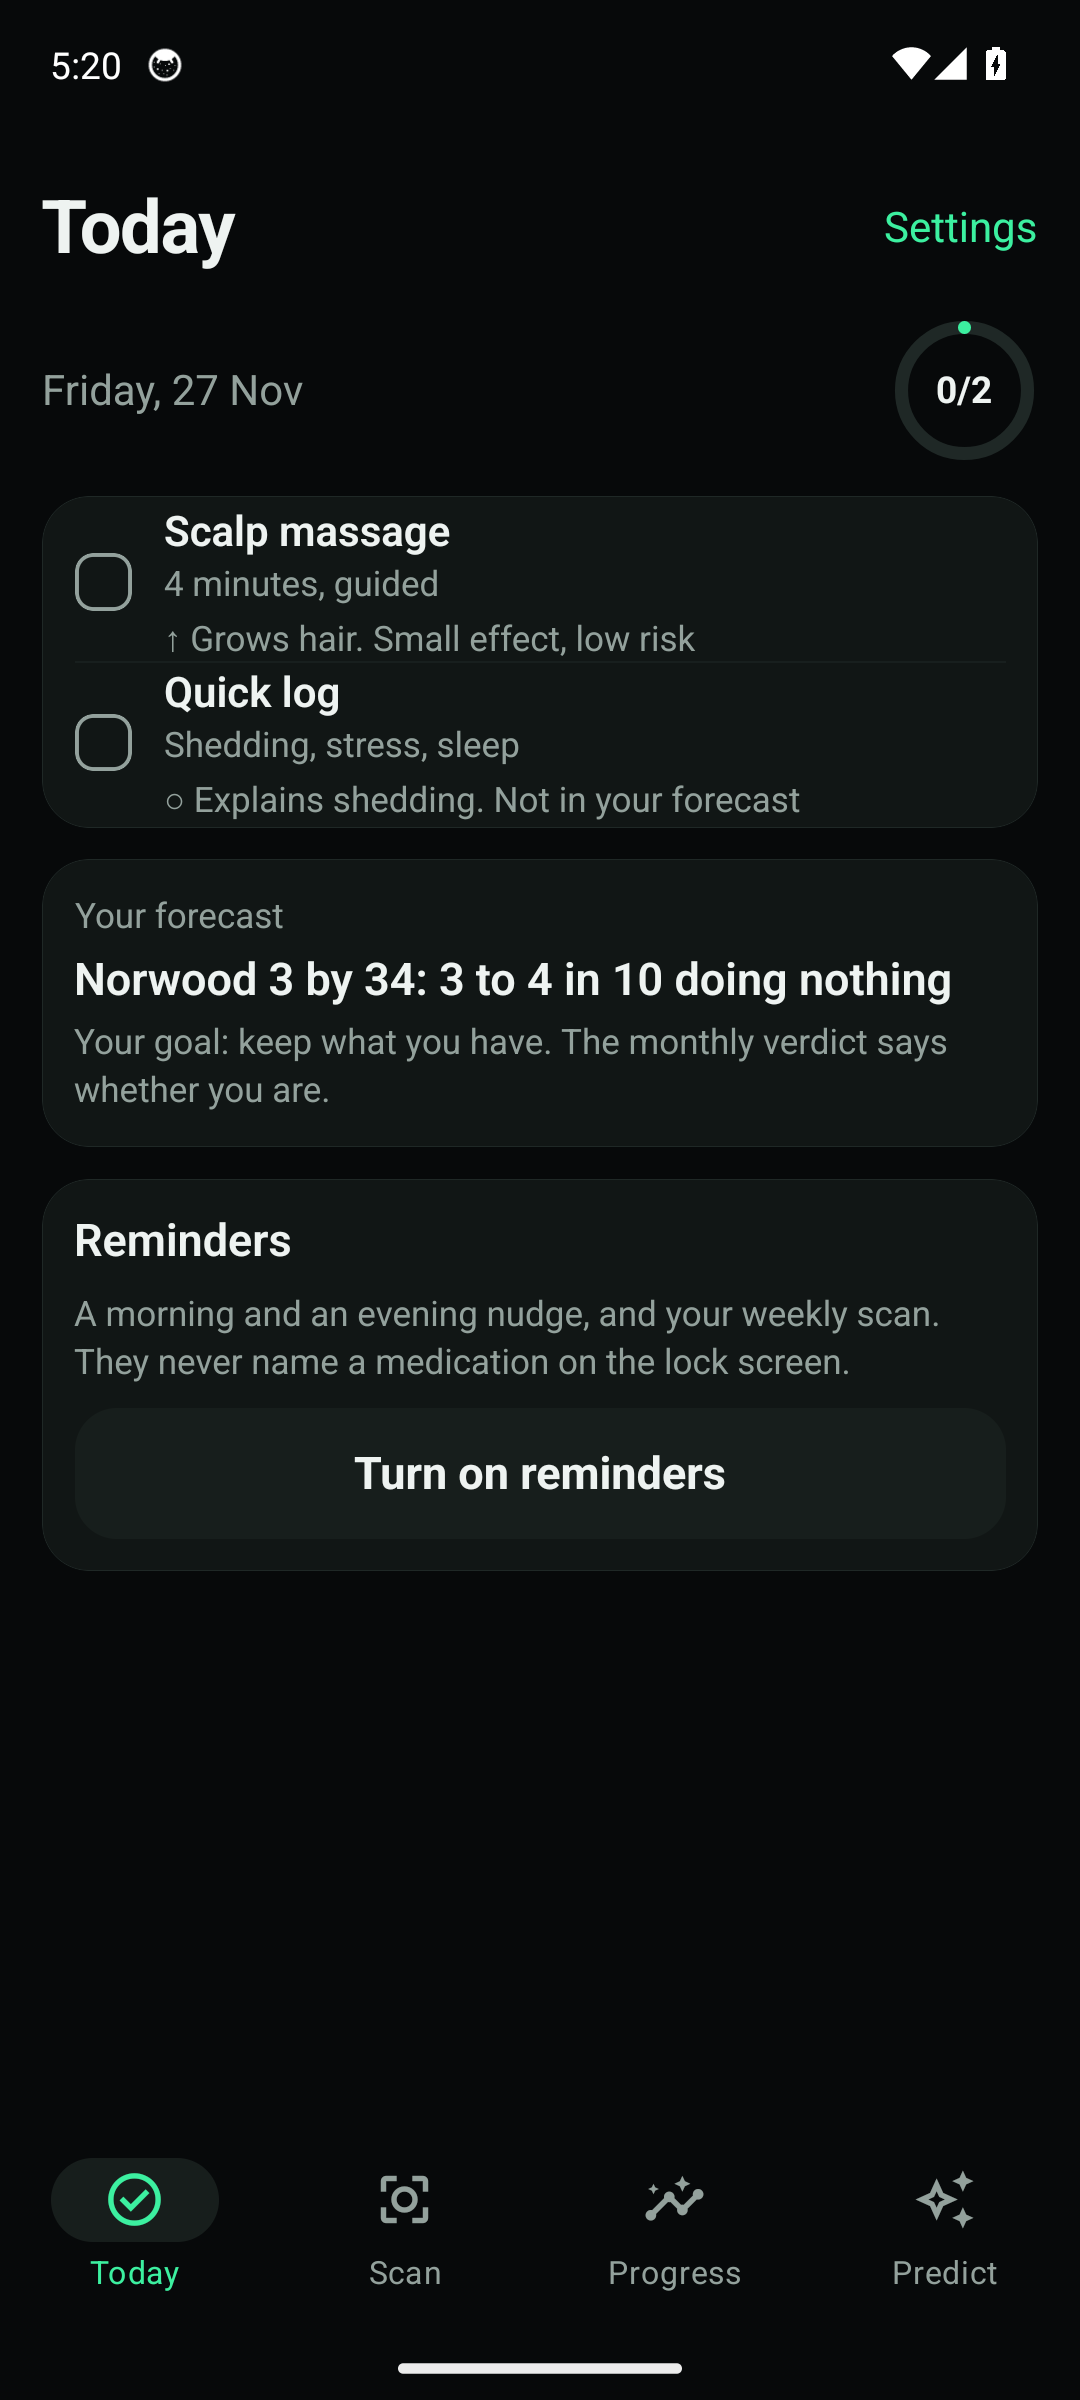 5:20
Today
Settings
Friday, 27 Nov
0/2
Scalp massage
4 minutes, guided
↑ Grows hair. Small effect, low risk
Quick log
Shedding, stress, sleep
○ Explains shedding. Not in your forecast
Your forecast
Norwood 3 by 34: 3 to 4 in 10 doing nothing
Your goal: keep what you have. The monthly verdict says
whether you are.
Reminders
A morning and an evening nudge, and your weekly scan.
They never name a medication on the lock screen.
Turn on reminders
Today
Scan
Progress
Predict